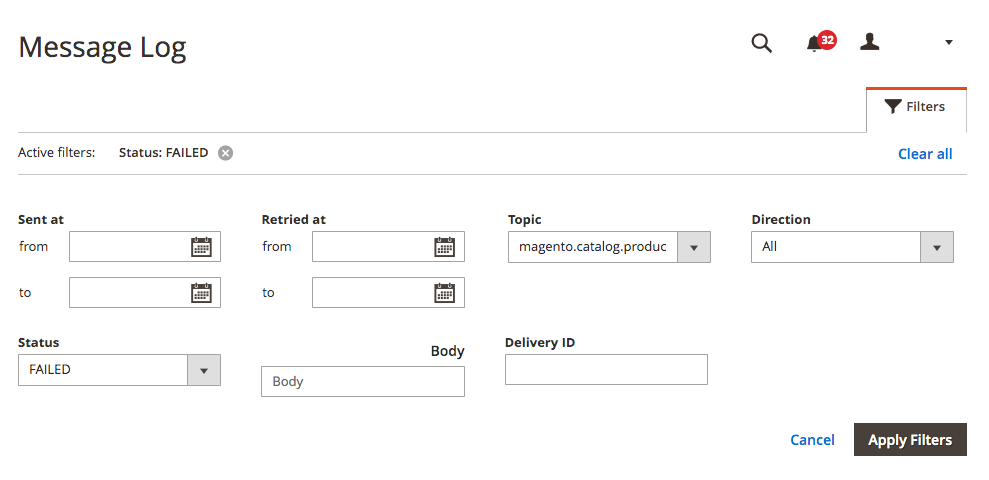 Message Log
32
Filters
Active filters: Status: FAILED
Clear all
Sent at
from
to
Retried at
from
to
Topic
magento.catalog.produc
Direction
All
Status
FAILED
Body
Body
Delivery ID
Cancel
Apply Filters